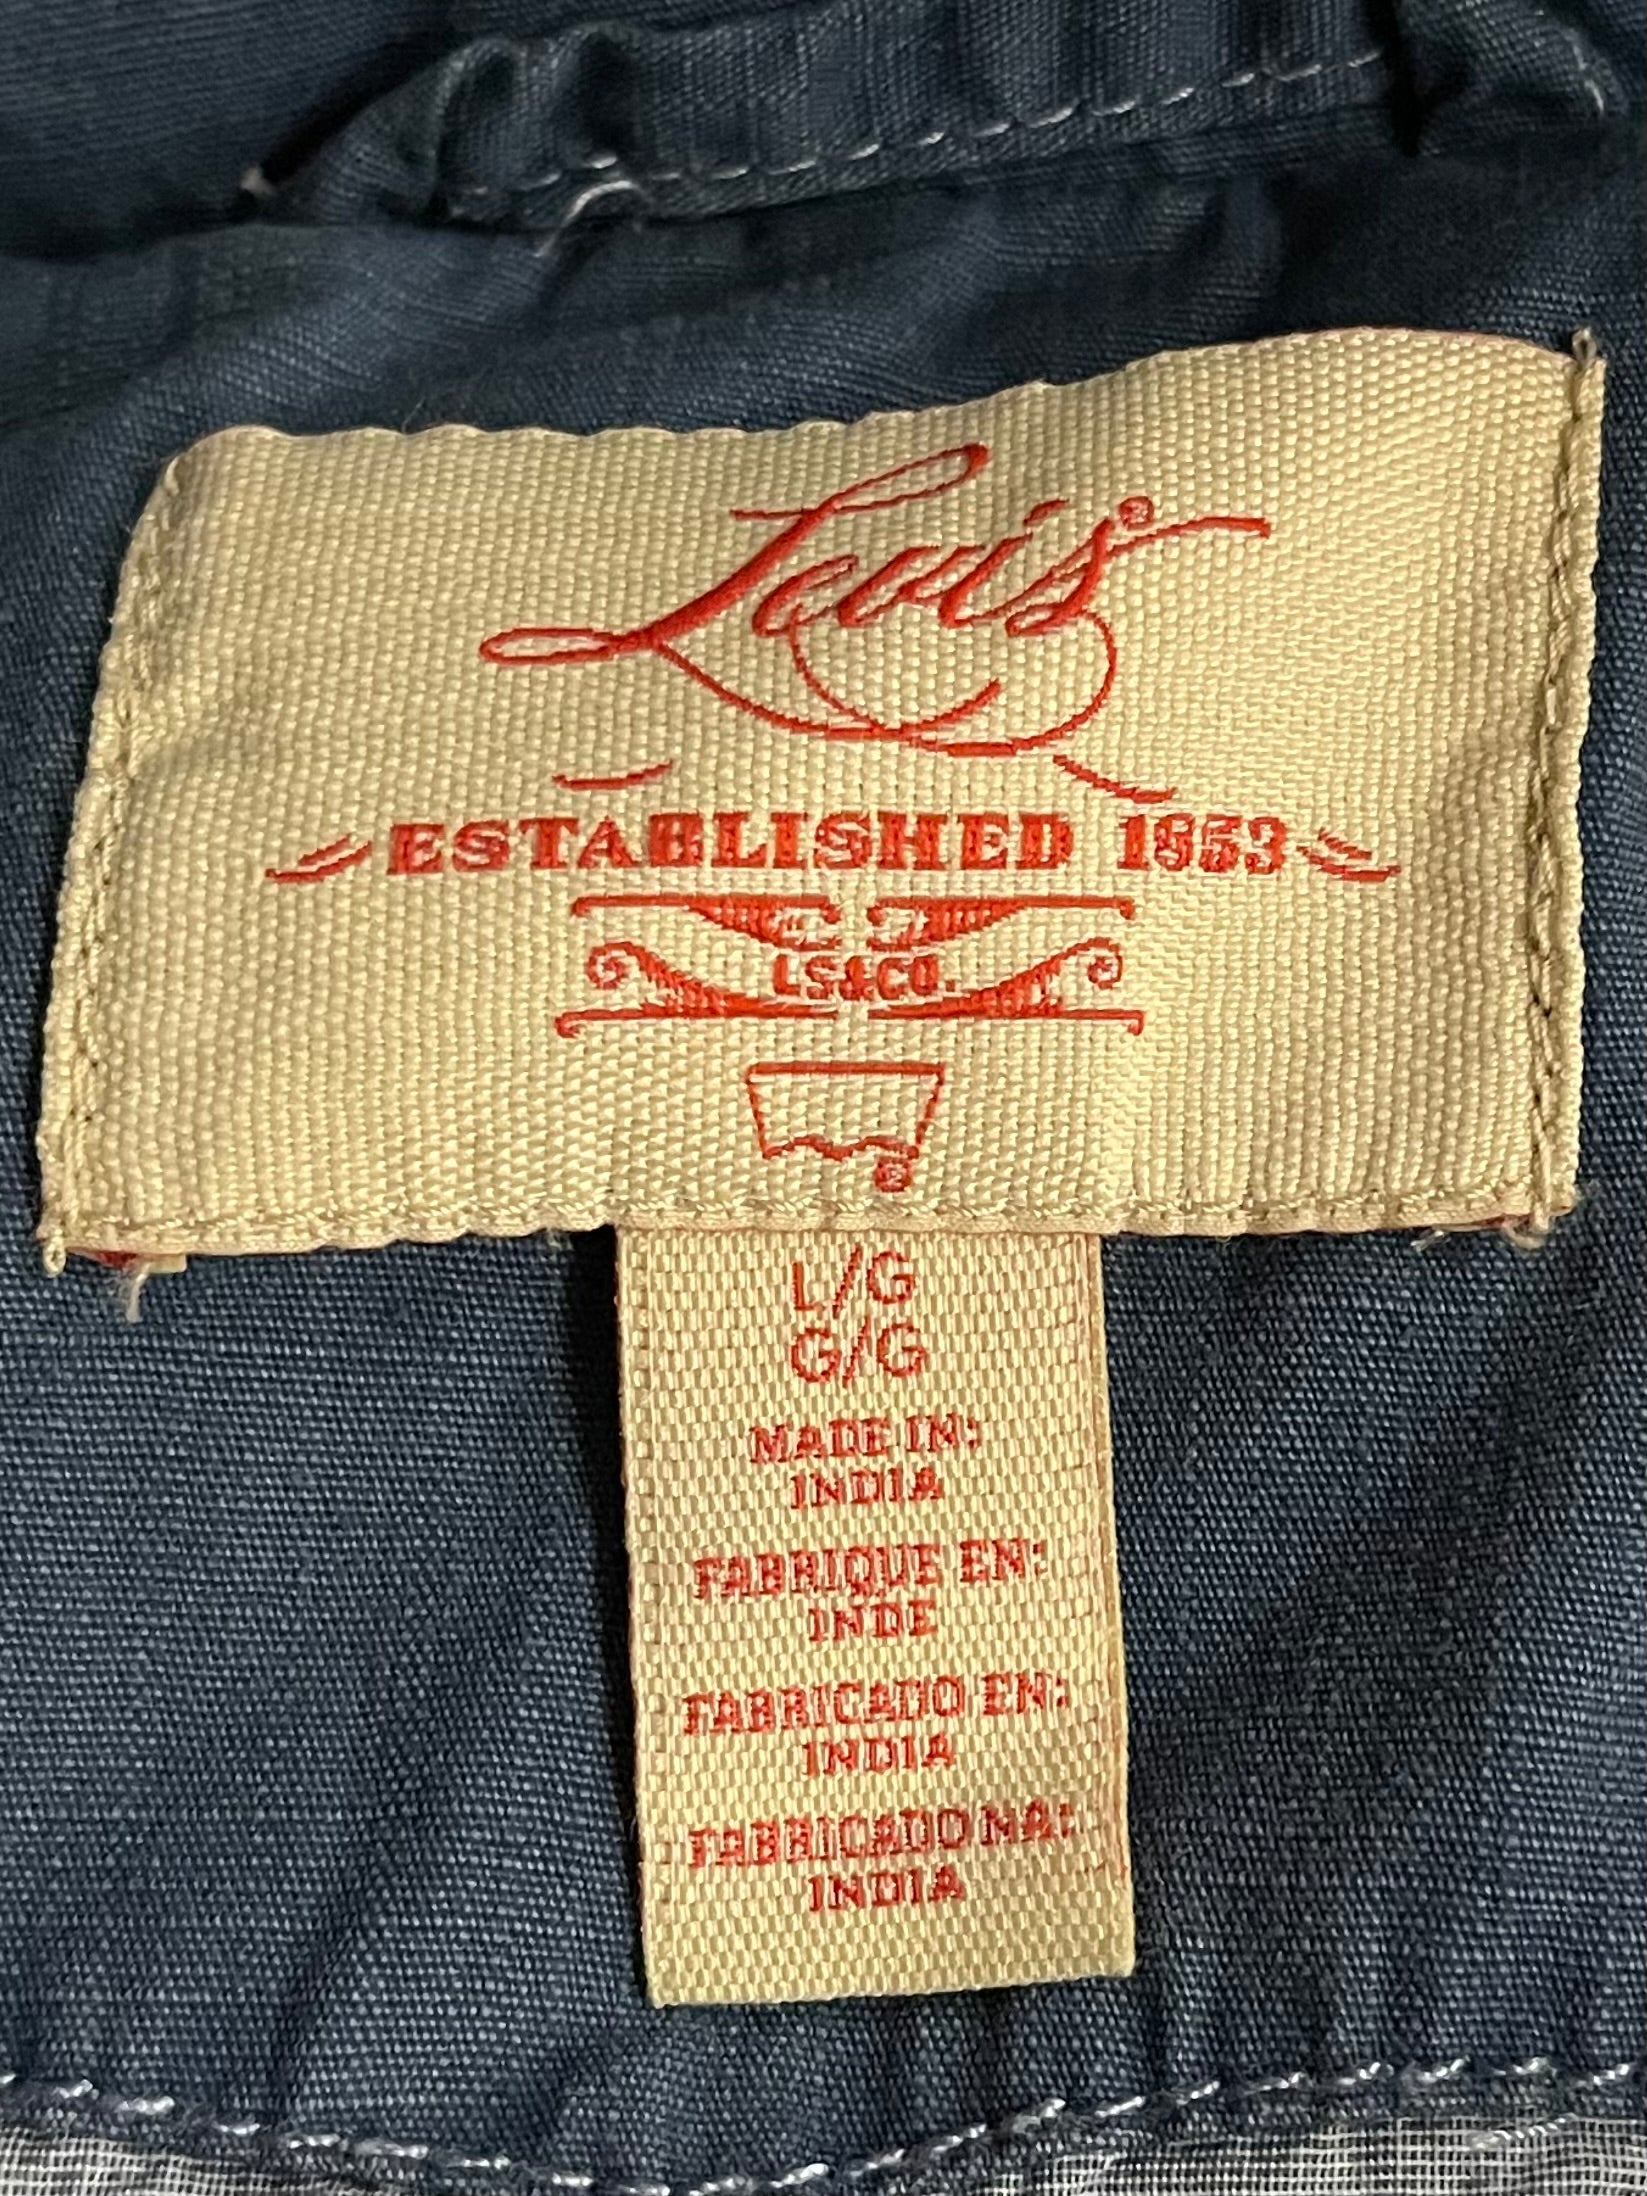 Levi's®
ESTABLISHED 1853
LS&CO.
®
L/G
G/G
MADE IN:
INDIA
FABRIQUE EN:
INDE
FABRICADO EN:
INDIA
FABRICADO NA:
INDIA